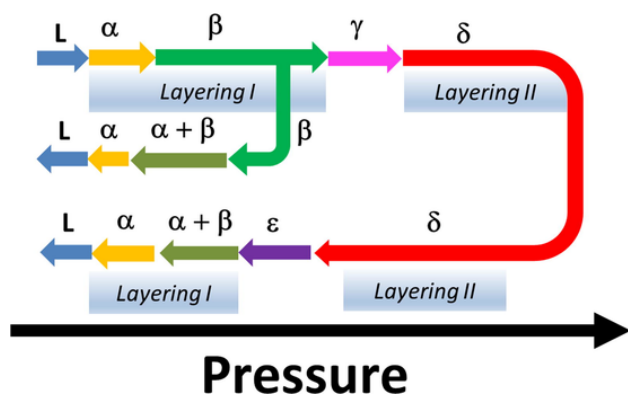 L α β γ δ
Layering I Layering II
L α α + β β
L α α + β ε δ
Layering I Layering II
Pressure